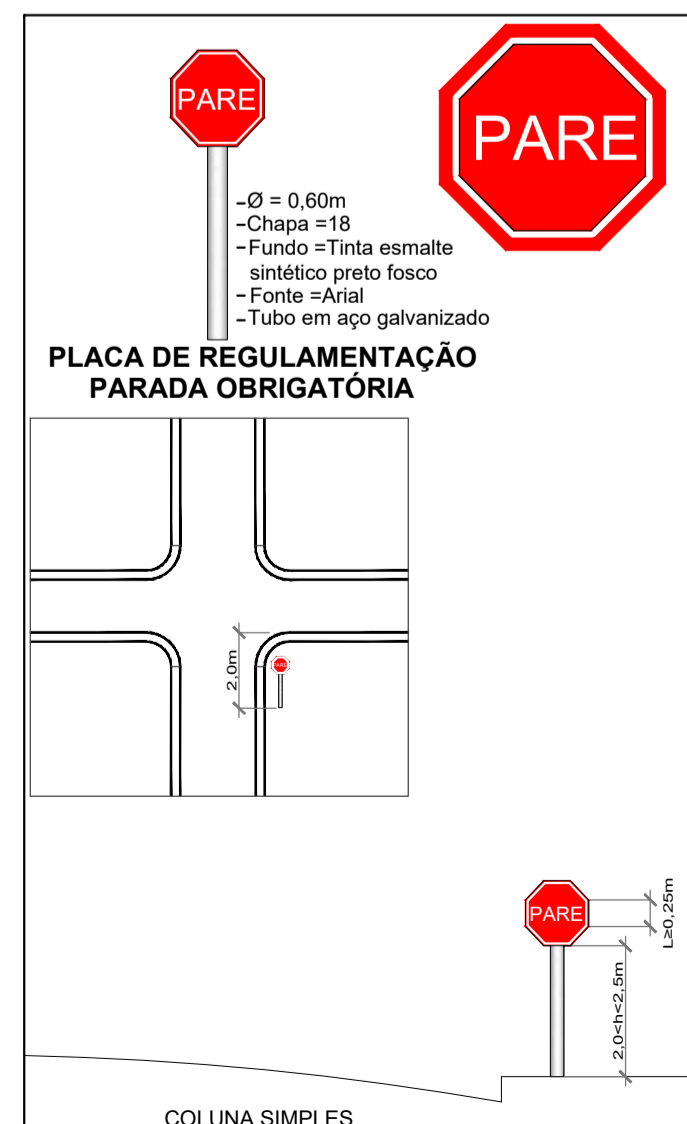 PARE
PARE
-Ø = 0,60m
-Chapa =18
-Fundo =Tinta esmalte
sintético preto fosco
-Fonte =Arial
-Tubo em aço galvanizado
PLACA DE REGULAMENTAÇÃO
PARADA OBRIGATÓRIA
2,0m
PARE
PARE
L≥0,25m
2,0<h<2,5m
COLUNA SIMPLES